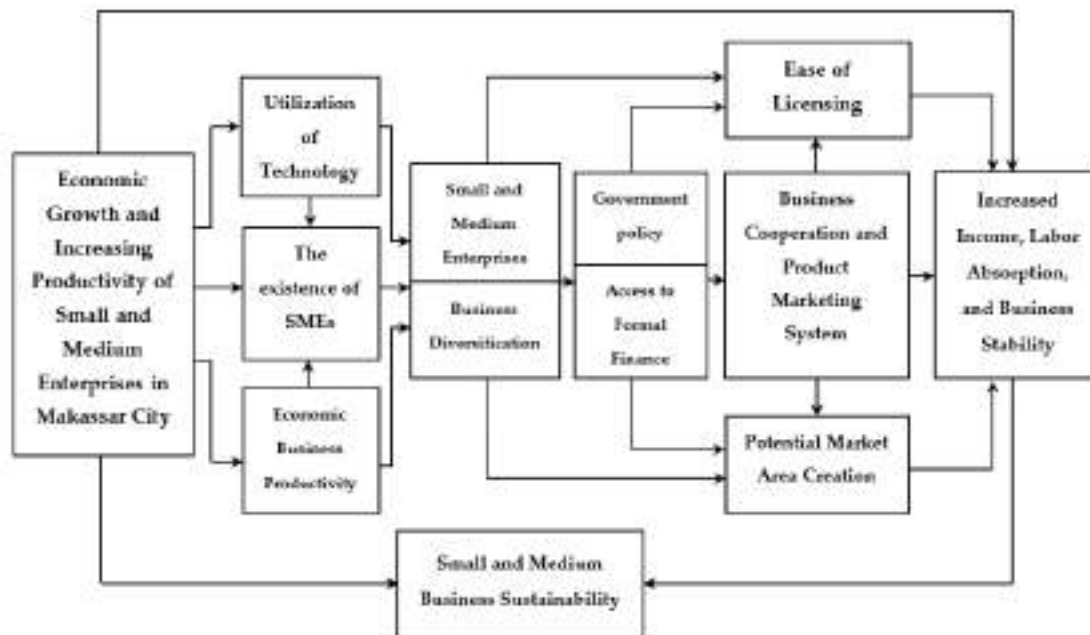 Economic
Growth and
Increasing
Productivity of
Small and
Medium
Enterprises in
Makassar City
Utilization
of
Technology
The
existence of
SMEs
Economic
Business
Productivity
Small and
Medium
Enterprises
Business
Diversitication
Government
policy
Access to
Formal
Finance
Ease of
Licensing
Business
Cooperation and
Product
Marketing
System
Potential Market
Area Creation
Increased
Income, Labor
Absorption,
and Business
Stability
Small and Medium
Business Sustainability